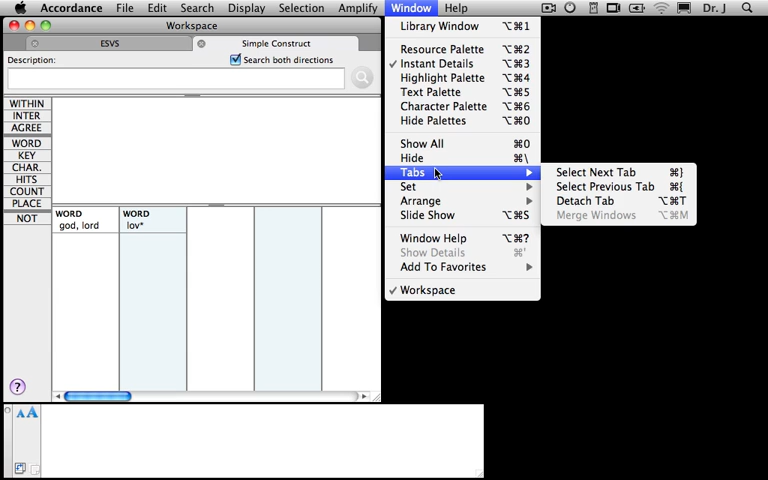 Accordance File Edit Search Display Selection Amplify Window Help Dr. J
Workspace
ESVS Simple Construct
Description: Search both directions
WITHIN
INTER
AGREE
WORD
KEY
CHAR.
HITS
COUNT
PLACE
NOT
WORD WORD
god, lord lov*
?
AA
Library Window ⌥⌘1
Resource Palette ⌥⌘2
✓ Instant Details ⌥⌘3
Highlight Palette ⌥⌘4
Text Palette ⌥⌘5
Character Palette ⌥⌘6
Hide Palettes ⌥⌘0
Show All ⌘0
Hide ⌘\
Tabs
Set
Arrange
Slide Show ⌥⌘S
Window Help ⌥⌘?
Show Details ⌘'
Add To Favorites
✓ Workspace
Select Next Tab ⌘}
Select Previous Tab ⌘{
Detach Tab ⌥⌘T
Merge Windows ⌥⌘M